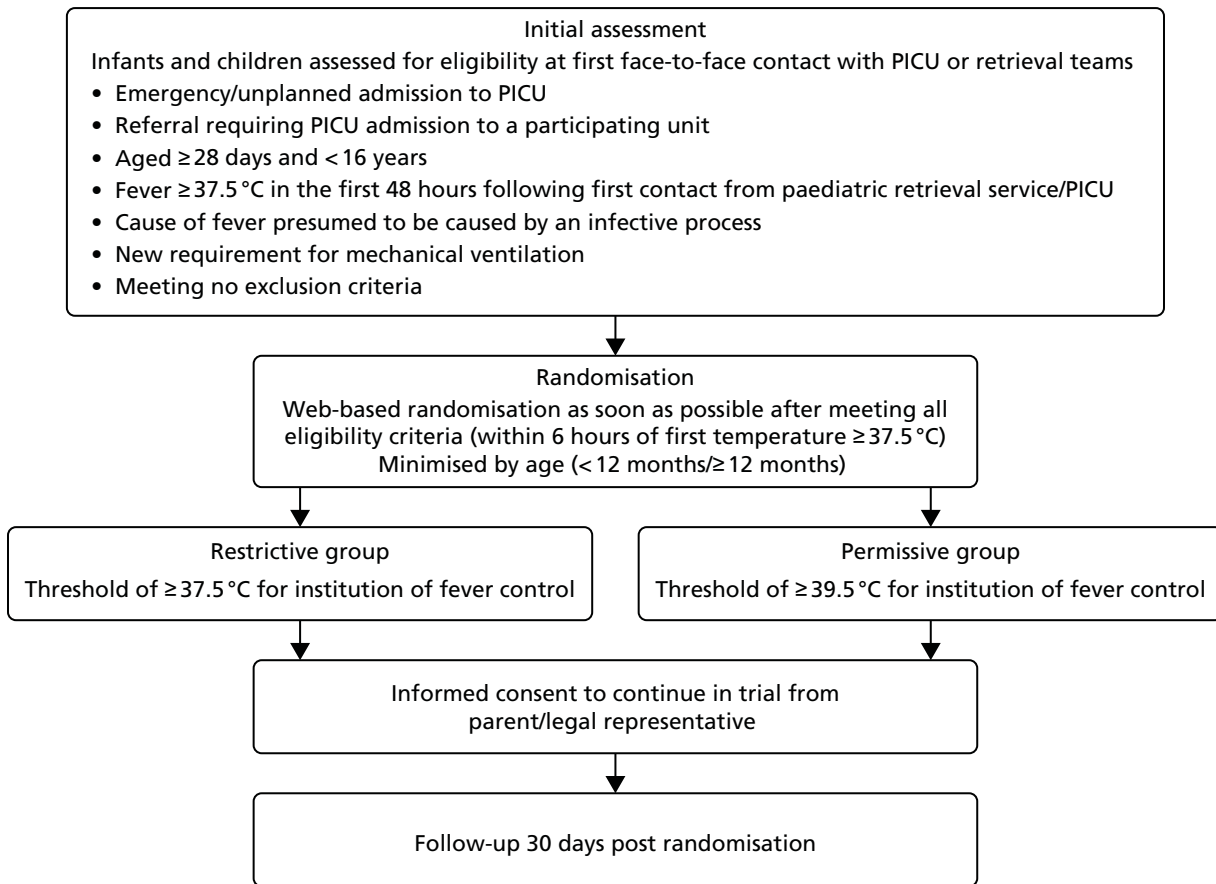 Initial assessment
Infants and children assessed for eligibility at first face-to-face contact with PICU or retrieval teams
• Emergency/unplanned admission to PICU
• Referral requiring PICU admission to a participating unit
• Aged ≥28 days and <16 years
• Fever ≥37.5 °C in the first 48 hours following first contact from paediatric retrieval service/PICU
• Cause of fever presumed to be caused by an infective process
• New requirement for mechanical ventilation
• Meeting no exclusion criteria
Randomisation
Web-based randomisation as soon as possible after meeting all
eligibility criteria (within 6 hours of first temperature ≥37.5 °C)
Minimised by age (<12 months/≥12 months)
Restrictive group
Threshold of ≥37.5 °C for institution of fever control
Permissive group
Threshold of ≥39.5 °C for institution of fever control
Informed consent to continue in trial from
parent/legal representative
Follow-up 30 days post randomisation